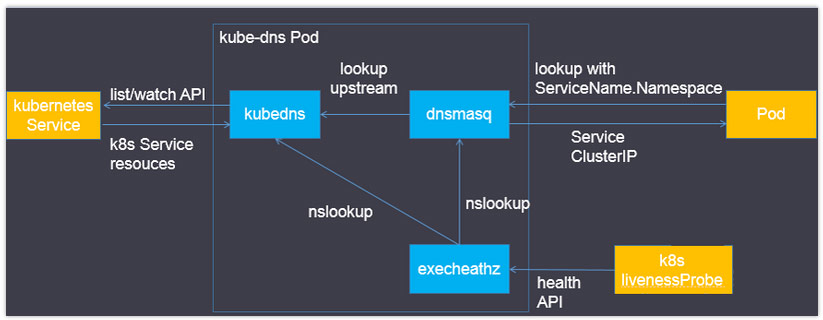 kube-dns Pod
kubernetes
Service
list/watch API
k8s Service
resouces
kubedns
lookup
upstream
dnsmasq
lookup with
ServiceName.Namespace
Service
ClusterIP
Pod
nslookup
nslookup
execheathz
health
API
k8s
livenessProbe